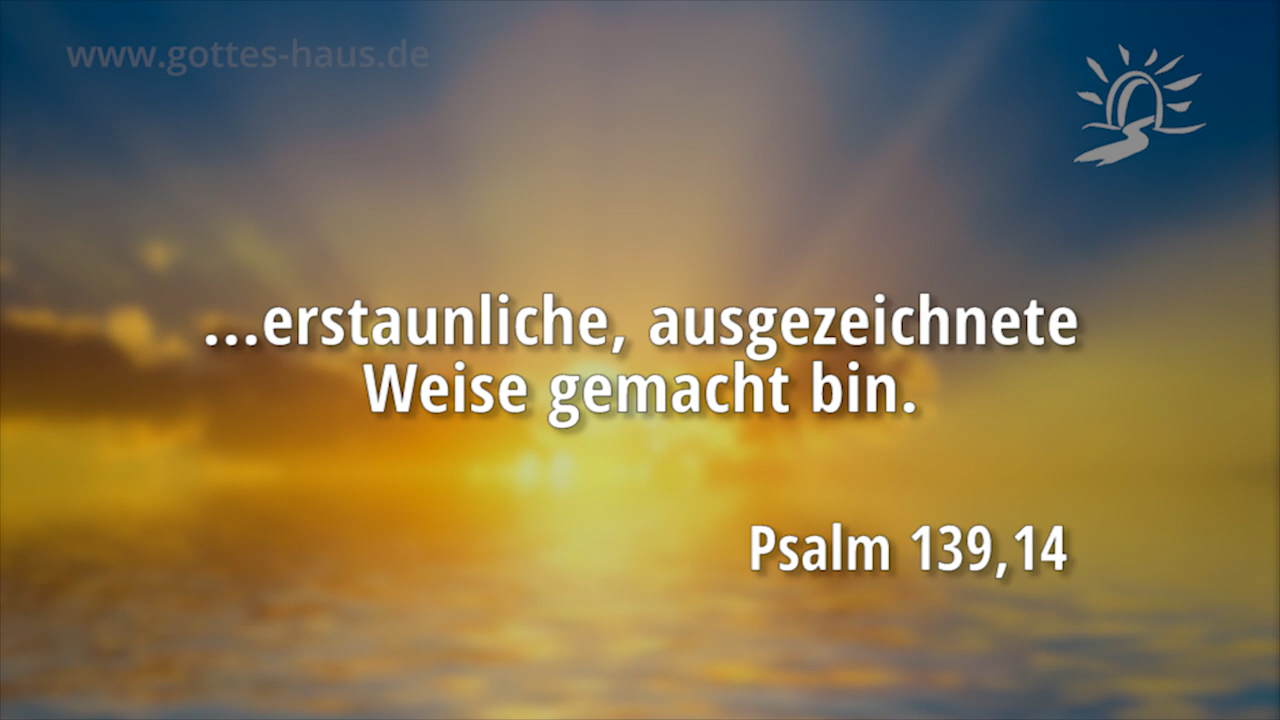 www.gottes-haus.de
...erstaunliche, ausgezeichnete
Weise gemacht bin.
Psalm 139,14